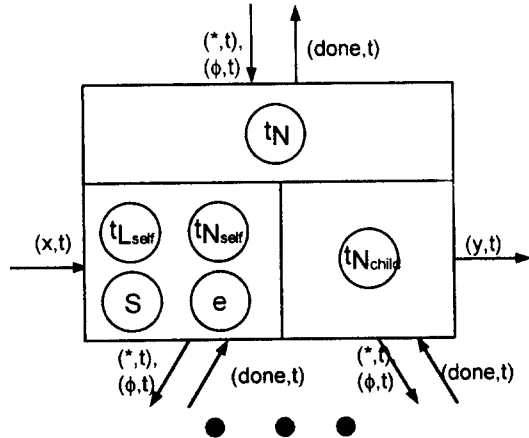 (*,t),
(ϕ,t)
(done,t)
tN
tLself
tNself
tNchild
S
e
(x,t)
(y,t)
(*,t),
(ϕ,t)
(done,t)
(*,t),
(ϕ,t)
(done,t)